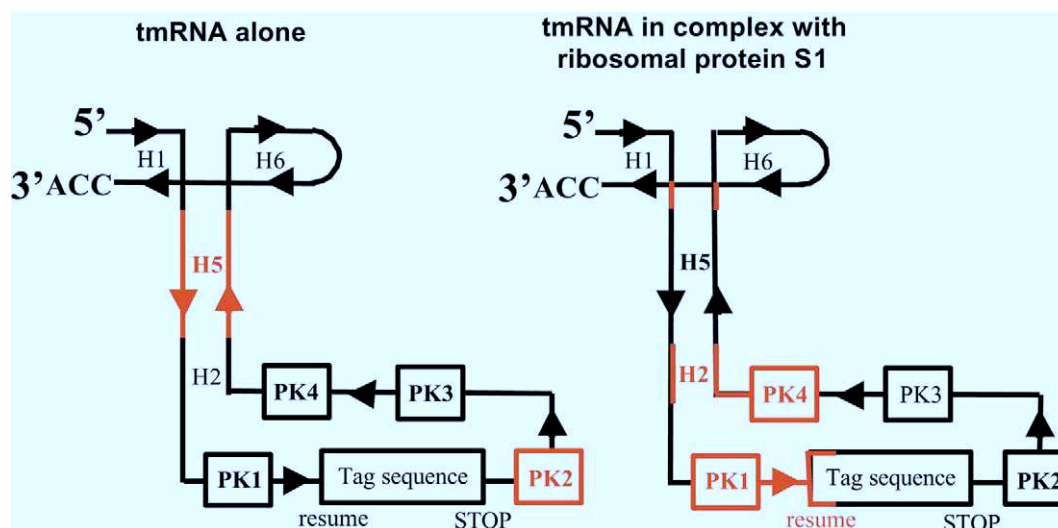 tmRNA alone
5’
H1
H6
3’ACC
H5
H2
PK4
PK3
PK1
Tag sequence
PK2
resume
STOP
tmRNA in complex with
ribosomal protein S1
5’
H1
H6
3’ACC
H5
H2
PK4
PK3
PK1
Tag sequence
PK2
resume
STOP